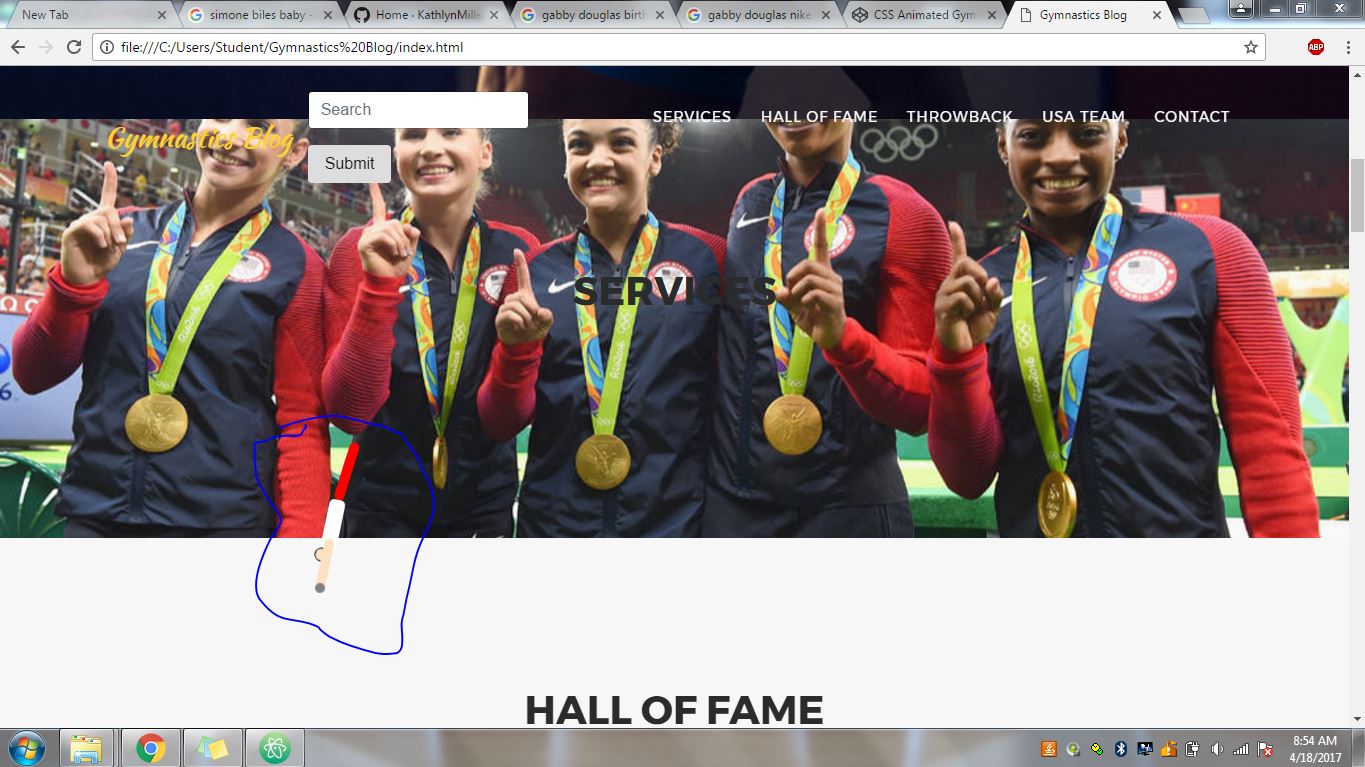 New Tab
simone biles baby -
Home · KathlynMille
gabby douglas birth
gabby douglas nike
CSS Animated Gym
Gymnastics Blog
file:///C:/Users/Student/Gymnastics%20Blog/index.html
ABP
Search
SERVICES HALL OF FAME THROWBACK USA TEAM CONTACT
Gymnastics Blog
Submit
SERVICES
HALL OF FAME
8:54 AM
4/18/2017